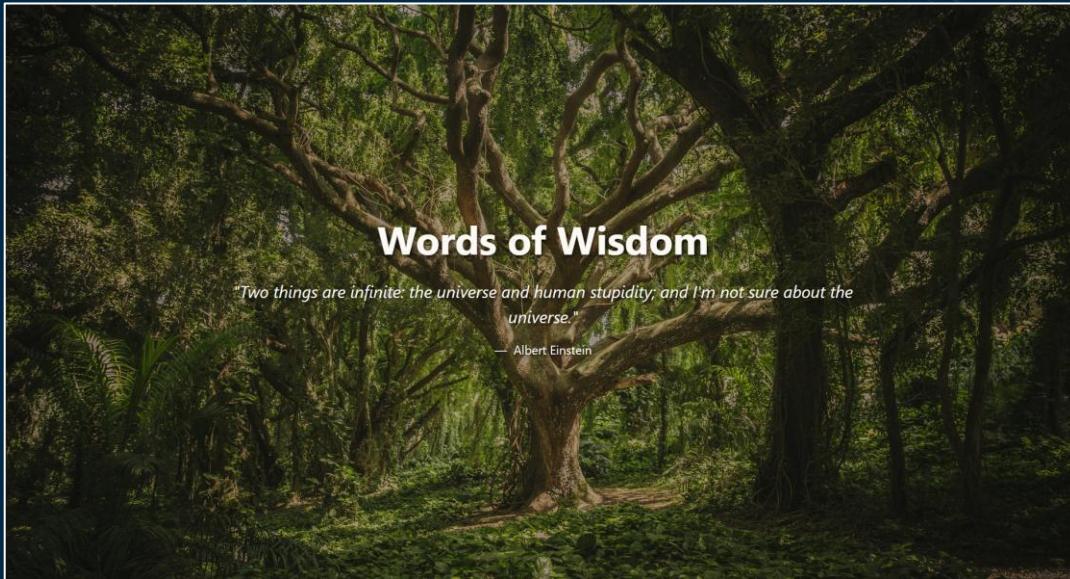 Words of Wisdom
"Two things are infinite: the universe and human stupidity; and I'm not sure about the
universe."
— Albert Einstein